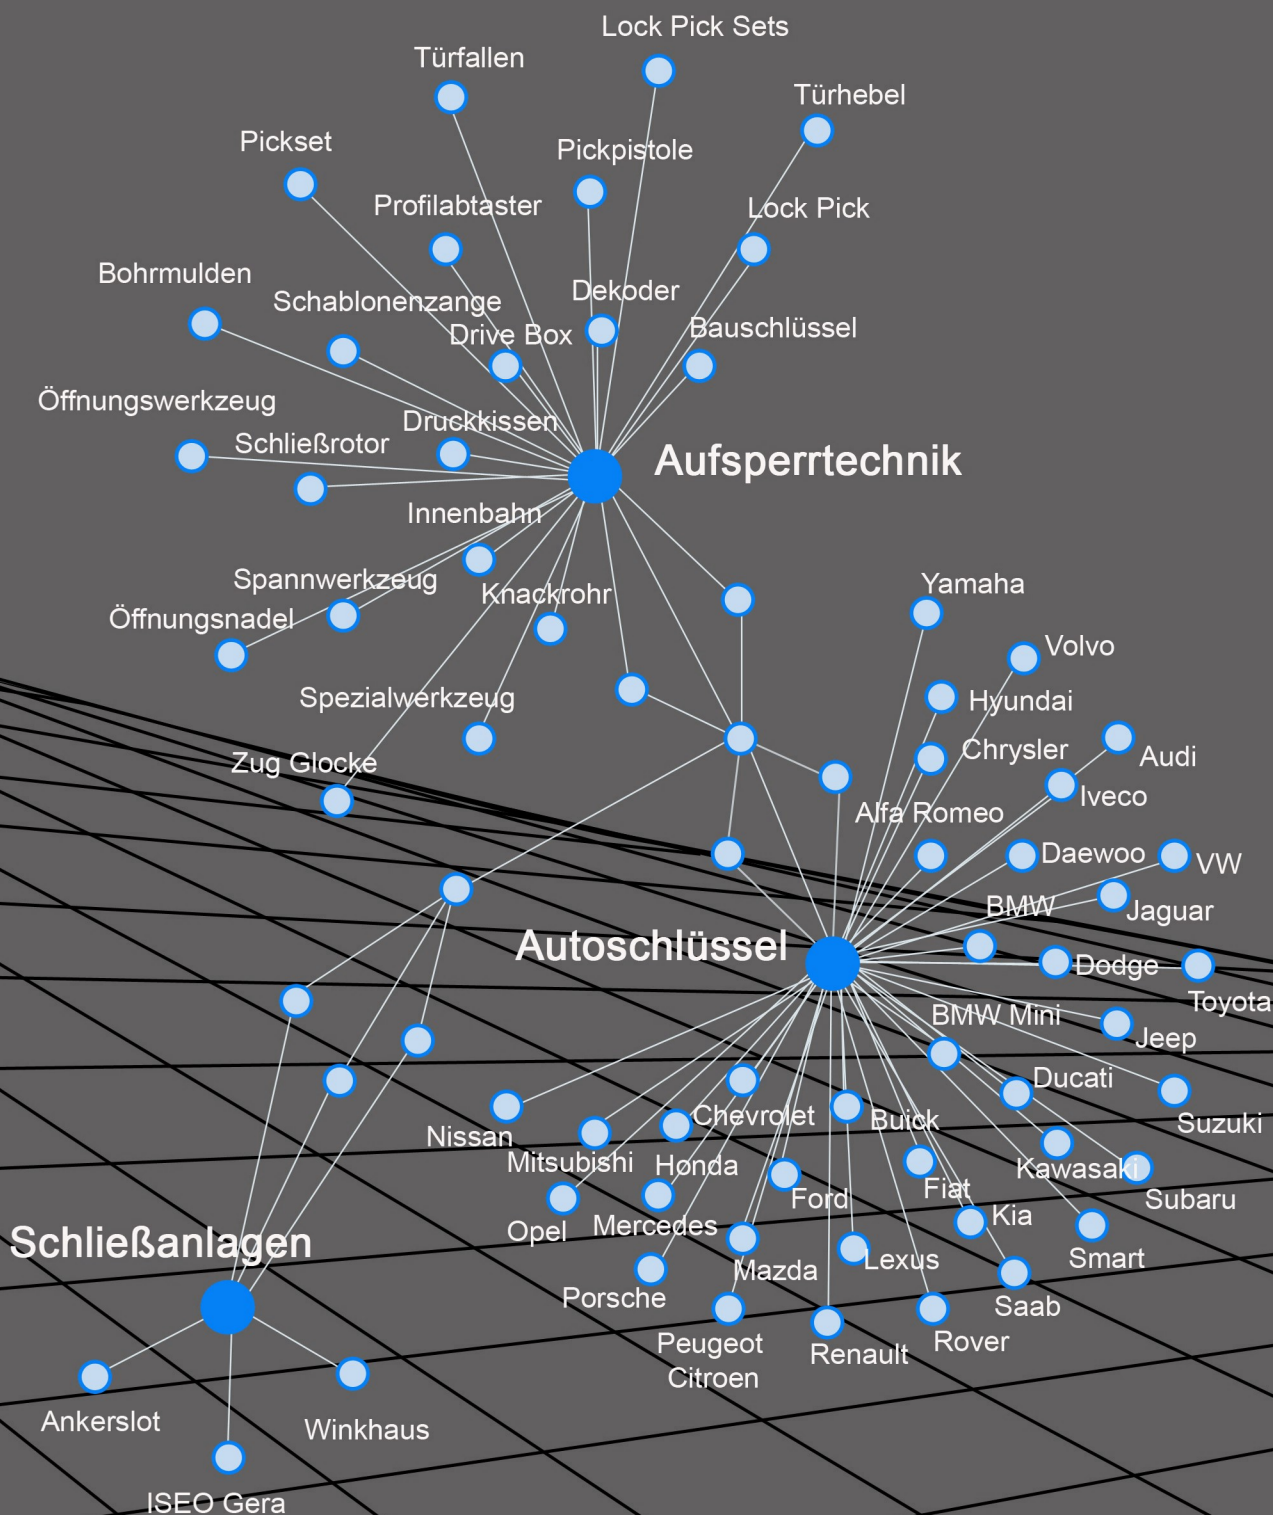 Lock Pick Sets
Türfallen
Türhebel
Pickset
Pickpistole
Profilabtaster
Lock Pick
Bohrmulden
Schablonenzange
Dekoder
Drive Box
Bauschlüssel
Öffnungswerkzeug
Druckkissen
Schließrotor
Aufsperrtechnik
Innenbahn
Spannwerkzeug
Knackrohr
Öffnungsnadel
Yamaha
Volvo
Spezialwerkzeug
Hyundai
Chrysler
Audi
Zug Glocke
Iveco
Alfa Romeo
Daewoo
VW
BMW
Jaguar
Autoschlüssel
Dodge
Toyota
BMW Mini
Jeep
Ducati
Chevrolet
Buick
Suzuki
Nissan
Mitsubishi
Honda
Kawasaki
Fiat
Ford
Subaru
Opel
Mercedes
Kia
Schließanlagen
Lexus
Smart
Mazda
Porsche
Saab
Peugeot
Citroen
Renault
Rover
Ankerslot
Winkhaus
ISEO Gera